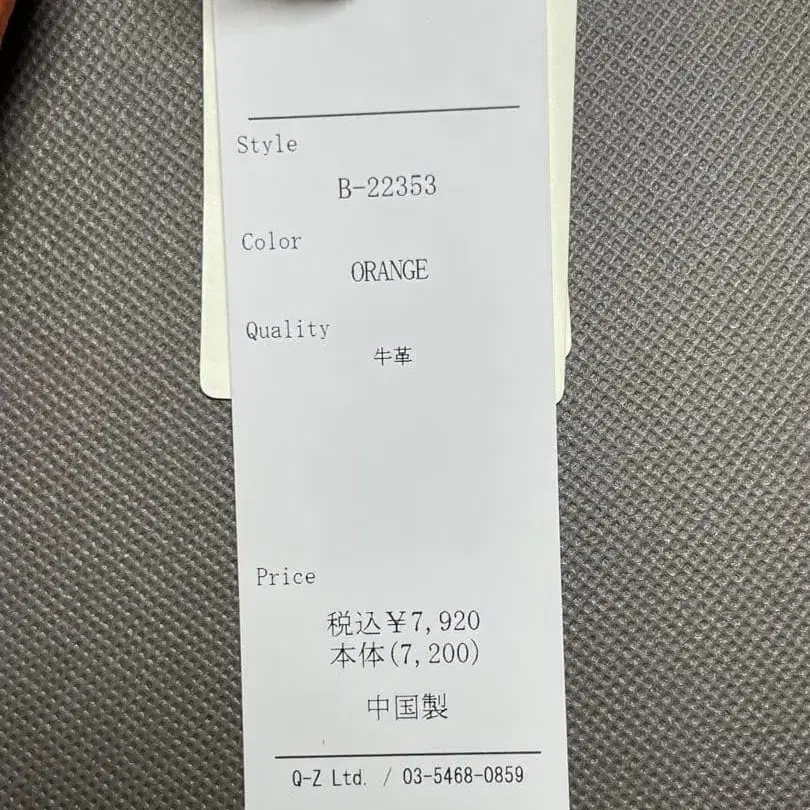 Style
B-22353
Color
ORANGE
Quality
牛革
Price
税込￥7,920
本体(7,200)
中国製
Q-Z Ltd. / 03-5468-0859